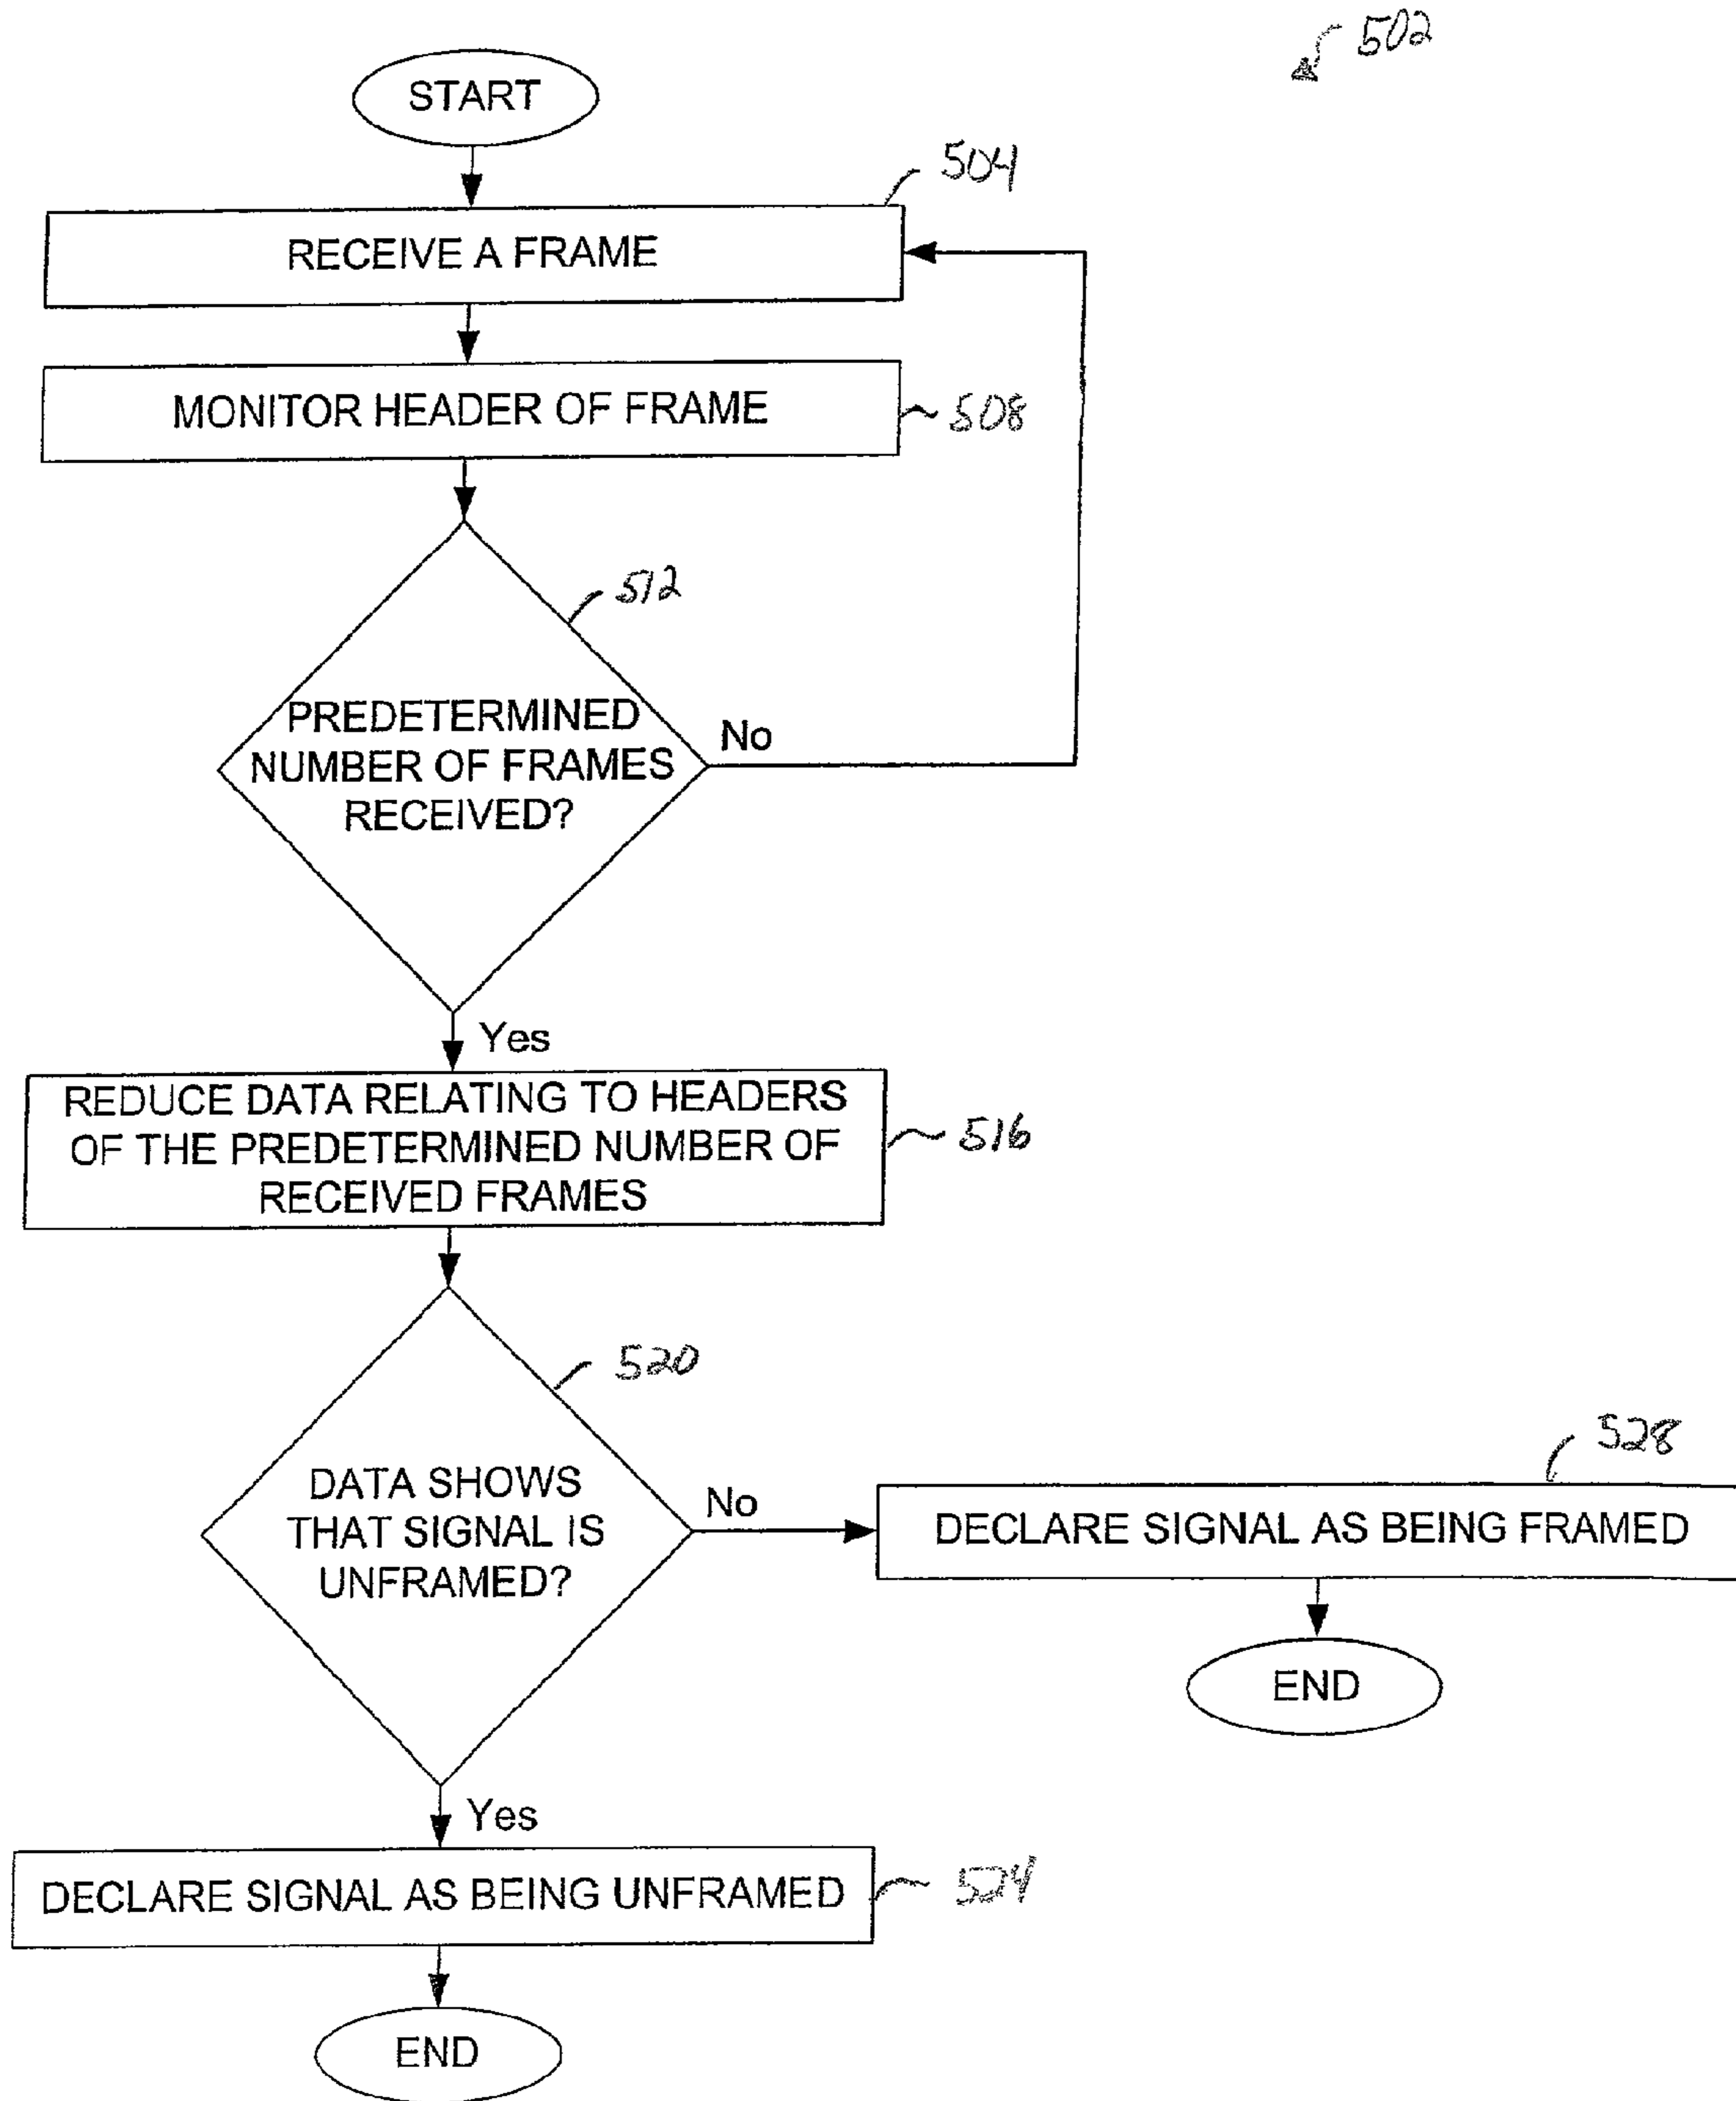 502
START
504
RECEIVE A FRAME
MONITOR HEADER OF FRAME
508
512
PREDETERMINED
NUMBER OF FRAMES
RECEIVED?
No
Yes
REDUCE DATA RELATING TO HEADERS
OF THE PREDETERMINED NUMBER OF
RECEIVED FRAMES
516
520
DATA SHOWS
THAT SIGNAL IS
UNFRAMED?
No
528
DECLARE SIGNAL AS BEING FRAMED
END
Yes
DECLARE SIGNAL AS BEING UNFRAMED
524
END